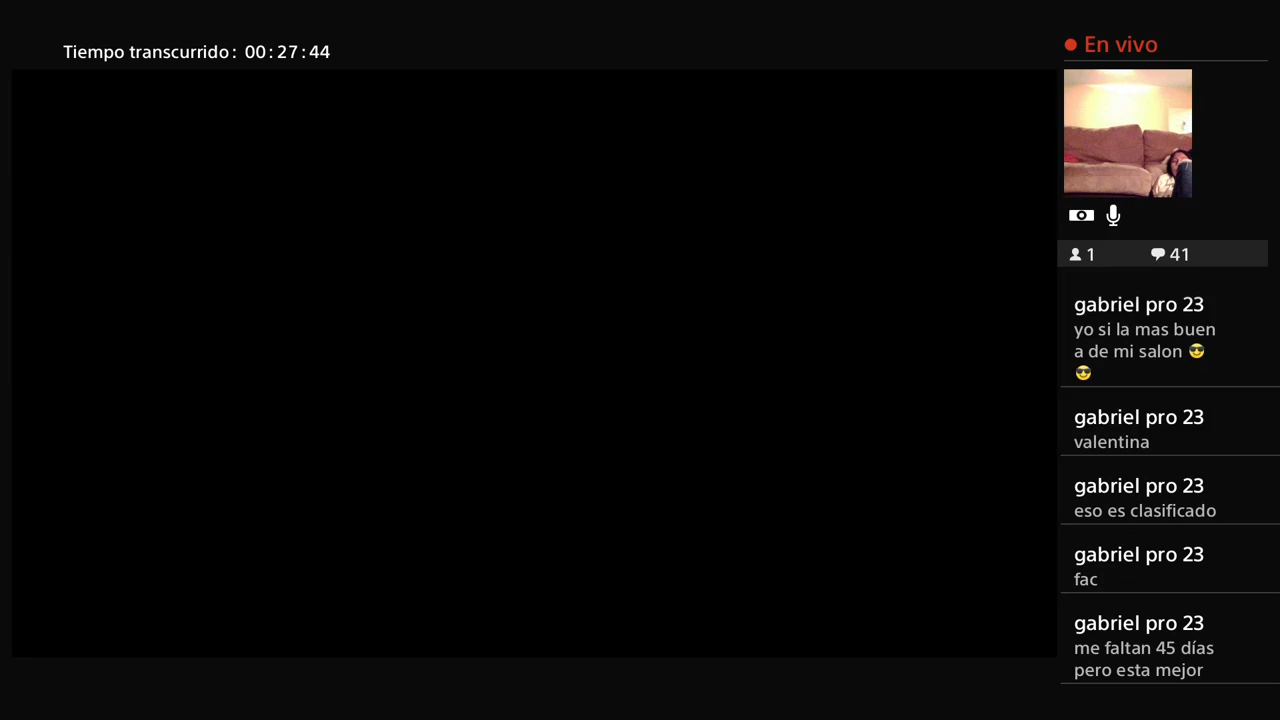 Tiempo transcurrido: 00:27:44
En vivo
1 41
gabriel pro 23
yo si la mas buen
a de mi salon 😎
😎
gabriel pro 23
valentina
gabriel pro 23
eso es clasificado
gabriel pro 23
fac
gabriel pro 23
me faltan 45 días
pero esta mejor